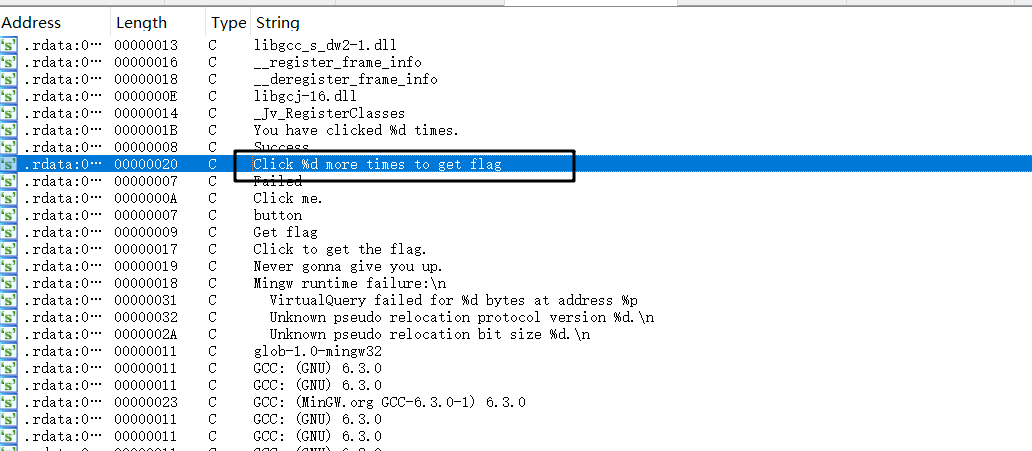 Address Length Type String
's' .rdata:0… 00000013 C libgcc_s_dw2-1.dll
's' .rdata:0… 00000016 C __register_frame_info
's' .rdata:0… 00000018 C __deregister_frame_info
's' .rdata:0… 0000000E C libgcj-16.dll
's' .rdata:0… 00000014 C _Jv_RegisterClasses
's' .rdata:0… 0000001B C You have clicked %d times.
's' .rdata:0… 00000008 C Success
's' .rdata:0… 00000020 C Click %d more times to get flag
's' .rdata:0… 00000007 C Failed
's' .rdata:0… 0000000A C Click me.
's' .rdata:0… 00000007 C button
's' .rdata:0… 00000009 C Get flag
's' .rdata:0… 00000017 C Click to get the flag.
's' .rdata:0… 00000019 C Never gonna give you up.
's' .rdata:0… 00000018 C Mingw runtime failure:\n
's' .rdata:0… 00000031 C VirtualQuery failed for %d bytes at address %p
's' .rdata:0… 00000032 C Unknown pseudo relocation protocol version %d.\n
's' .rdata:0… 0000002A C Unknown pseudo relocation bit size %d.\n
's' .rdata:0… 00000011 C glob-1.0-mingw32
's' .rdata:0… 00000011 C GCC: (GNU) 6.3.0
's' .rdata:0… 00000011 C GCC: (GNU) 6.3.0
's' .rdata:0… 00000023 C GCC: (MinGW.org GCC-6.3.0-1) 6.3.0
's' .rdata:0… 00000011 C GCC: (GNU) 6.3.0
's' .rdata:0… 00000011 C GCC: (GNU) 6.3.0